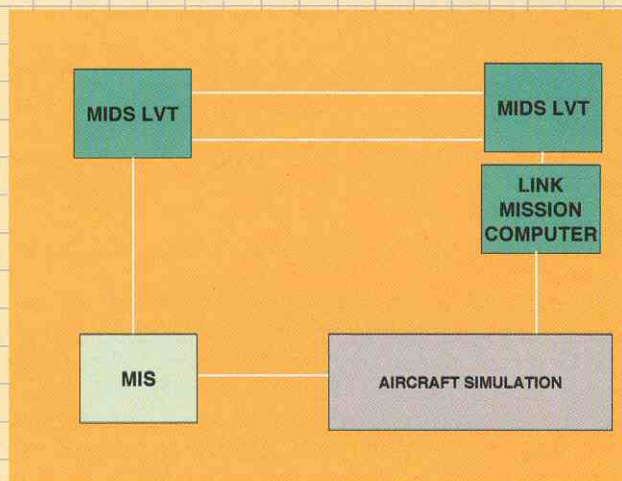 MIDS LVT
MIDS LVT
LINK
MISSION
COMPUTER
MIS
AIRCRAFT SIMULATION